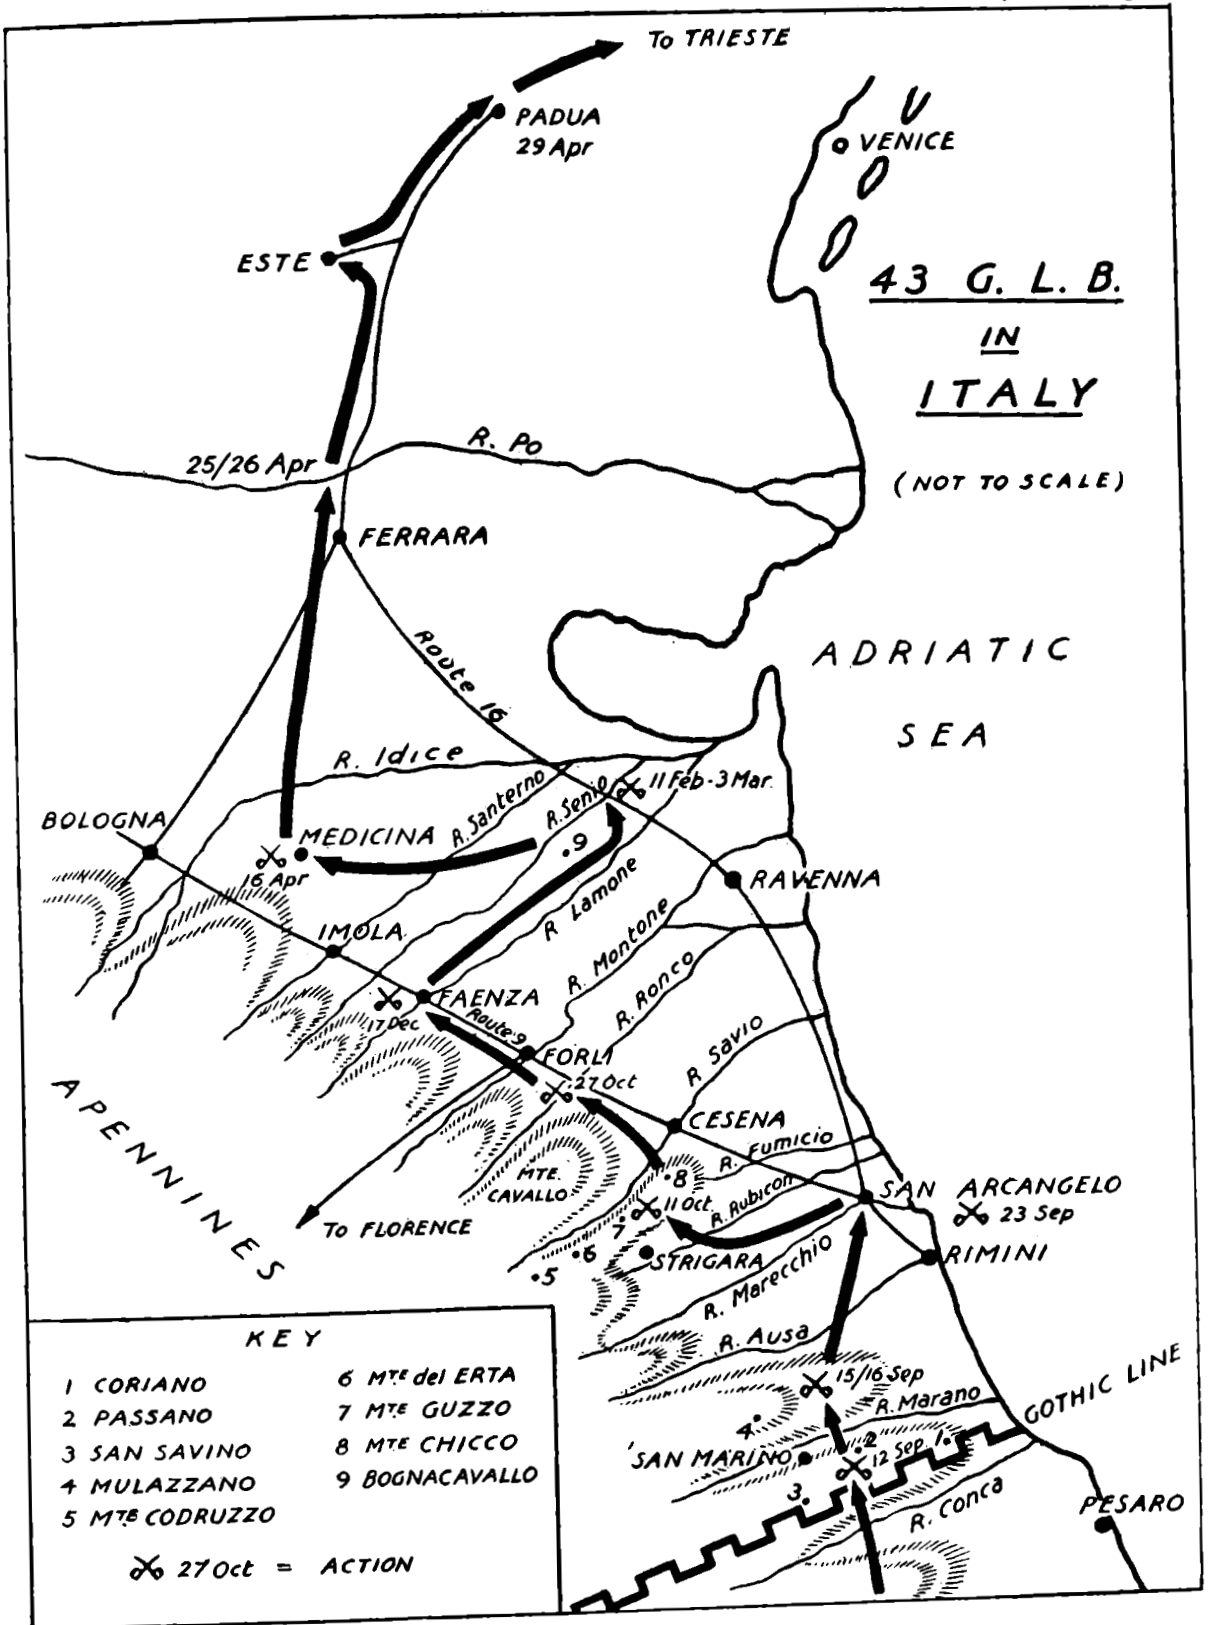 To TRIESTE
PADUA
29 Apr
VENICE
ESTE
43 G. L. B.
IN
ITALY
(NOT TO SCALE)
R. Po
25/26 Apr
FERRARA
Route 16
ADRIATIC
SEA
R. Idice
R. Santerno
R. Senio
11 Feb-3 Mar.
BOLOGNA
MEDICINA
16 Apr
.9
RAVENNA
R Lamone
IMOLA
R. Montone
R. Ronco
FAENZA
17 Dec
Route 9
FORLI
27 Oct
R. Savio
CESENA
R. Fumicio
APENNINES
MTE.
CAVALLO
.8
11 Oct.
R. Rubicon
SAN ARCANGELO
23 Sep
To FLORENCE
7
.6
.5
STRIGARA
RIMINI
R. Marecchio
R. Ausa
15/16 Sep
R. Marano
GOTHIC LINE
4
'SAN MARINO
.2
12 Sep.
1.
3
R. Conca
PESARO
KEY
1 CORIANO
2 PASSANO
3 SAN SAVINO
4 MULAZZANO
5 MTE CODRUZZO
6 MTE del ERTA
7 MTE GUZZO
8 MTE CHICCO
9 BOGNACAVALLO
27 Oct = ACTION